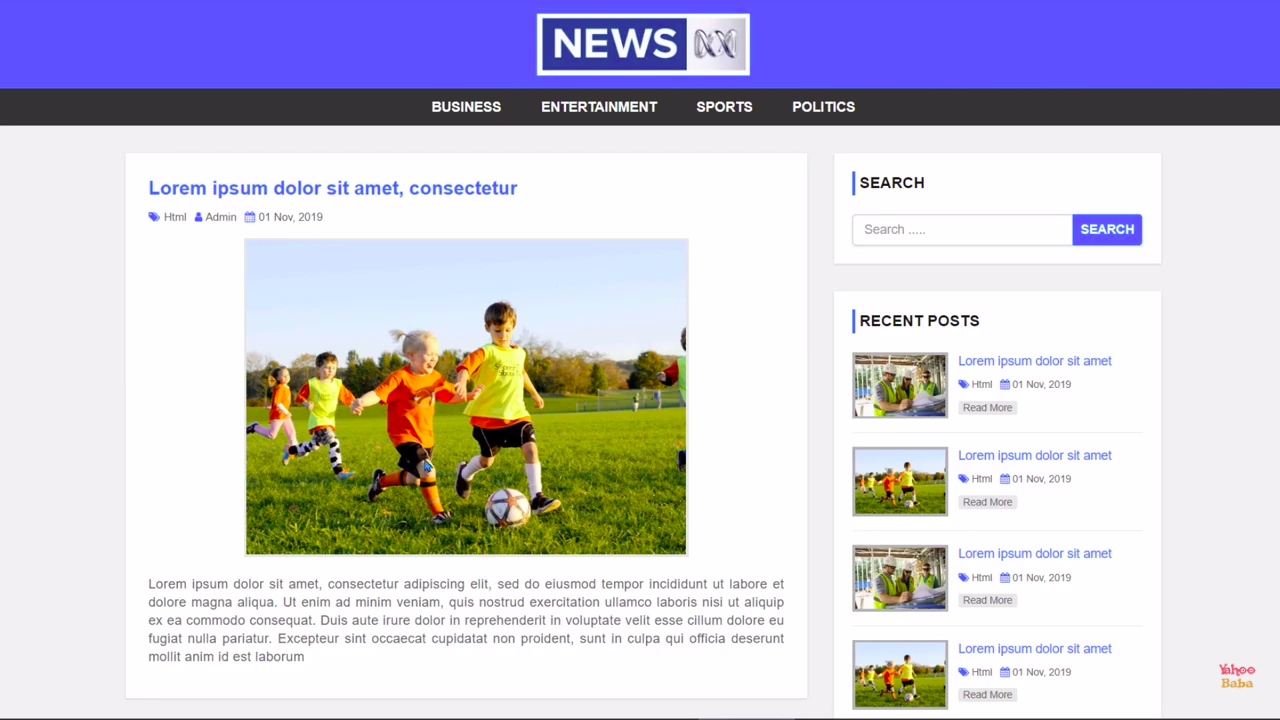 NEWS
BUSINESS ENTERTAINMENT SPORTS POLITICS
Lorem ipsum dolor sit amet, consectetur
Html Admin 01 Nov, 2019
Lorem ipsum dolor sit amet, consectetur adipiscing elit, sed do eiusmod tempor incididunt ut labore et
dolore magna aliqua. Ut enim ad minim veniam, quis nostrud exercitation ullamco laboris nisi ut aliquip
ex ea commodo consequat. Duis aute irure dolor in reprehenderit in voluptate velit esse cillum dolore eu
fugiat nulla pariatur. Excepteur sint occaecat cupidatat non proident, sunt in culpa qui officia deserunt
mollit anim id est laborum
SEARCH
Search .....
SEARCH
RECENT POSTS
Lorem ipsum dolor sit amet
Html 01 Nov, 2019
Read More
Lorem ipsum dolor sit amet
Html 01 Nov, 2019
Read More
Lorem ipsum dolor sit amet
Html 01 Nov, 2019
Read More
Lorem ipsum dolor sit amet
Html 01 Nov, 2019
Read More
Yahoo
Baba